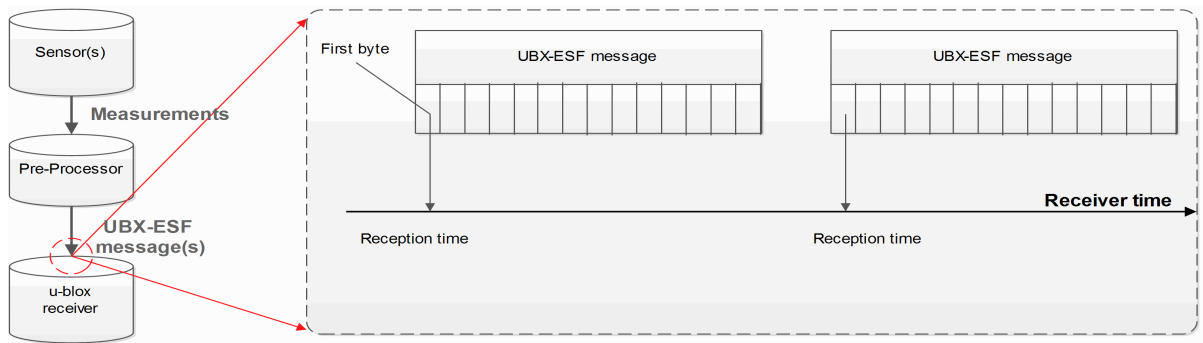 Sensor(s)
Measurements
Pre-Processor
UBX-ESF
message(s)
u-blox
receiver
First byte
UBX-ESF message
UBX-ESF message
Receiver time
Reception time
Reception time